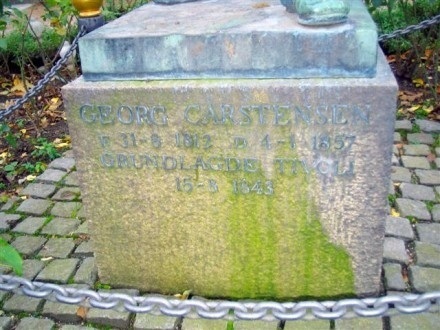 GEORG CARSTENSEN
F 31-8 1812 D 4-1 1857
GRUNDLAGDE TIVOLI
15-8 1843